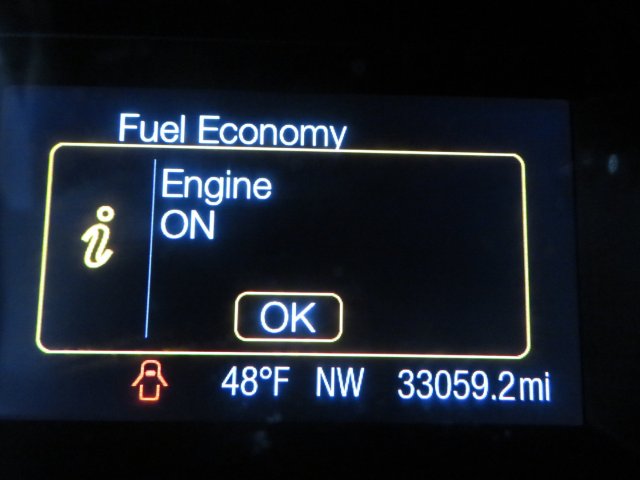 Fuel Economy
Engine
ON
OK
48°F NW 33059.2mi